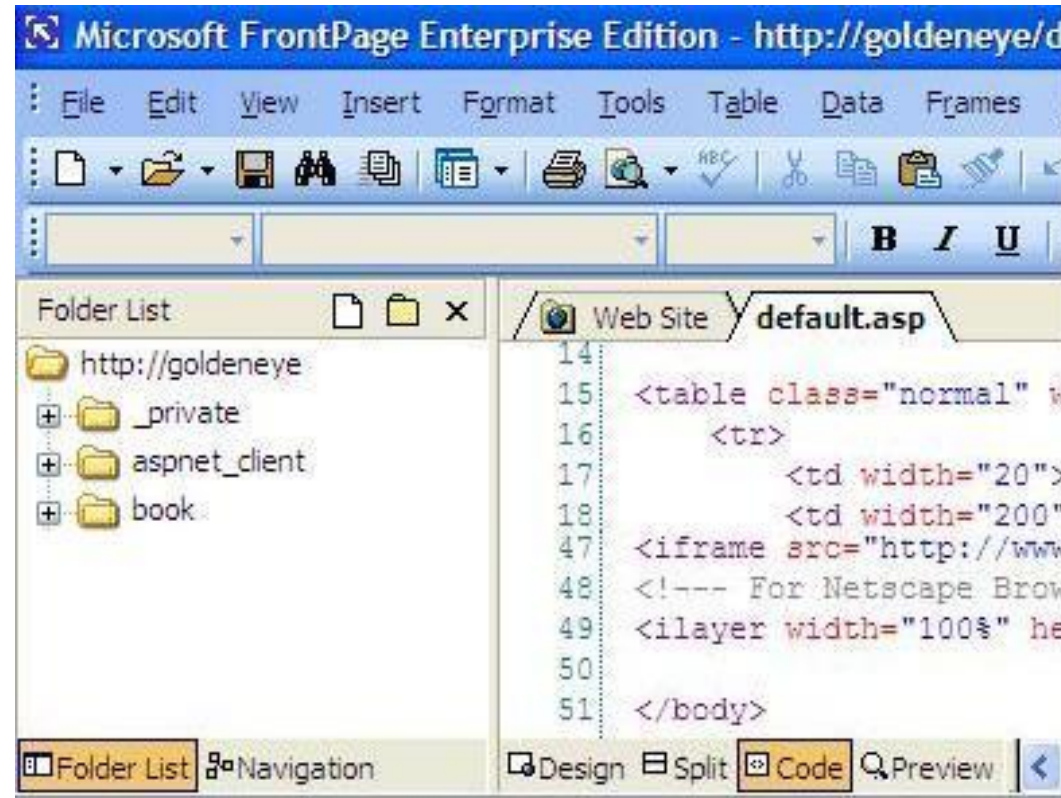 Microsoft FrontPage Enterprise Edition - http://goldeneye/d
File Edit View Insert Format Tools Table Data Frames
ABC
B I U
Folder List
Web Site default.asp
http://goldeneye
_private
aspnet_client
book
14
15 <table class="normal" w
16 <tr>
17 <td width="20">
18 <td width="200"
47 <iframe src="http://www
48 <!--- For Netscape Brow
49 <ilayer width="100%" he
50
51 </body>
Folder List Navigation
Design Split Code Preview